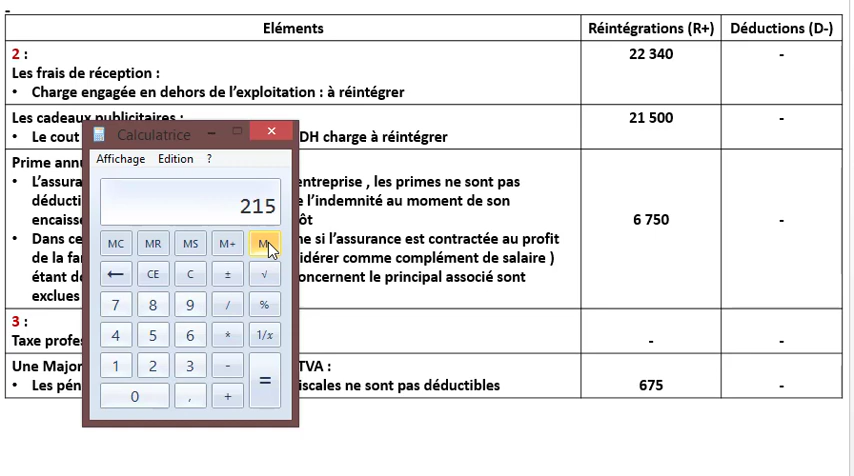 Eléments Réintégrations (R+) Déductions (D-)
2 : 22 340 -
Les frais de réception :
• Charge engagée en dehors de l'exploitation : à réintégrer
Les cadeaux publicitaires : 21 500 -
• Le cout DH charge à réintégrer
Prime
• L'assura entreprise , les primes ne sont pas
déducti e l'indemnité au moment de son
encaiss ôt 6 750 -
• Dans ce e si l'assurance est contractée au profit
de la fa idérer comme complément de salaire )
étant oncernent le principal associé sont
exclues
3 :
Taxe profes - -
Une Major TVA :
• Les pén iscales ne sont pas déductibles 675 -
Calculatrice
Affichage Edition ?
215
MC MR MS M+ M
← CE C ± √
7 8 9 / %
4 5 6 * 1/x
1 2 3 - =
0 , +